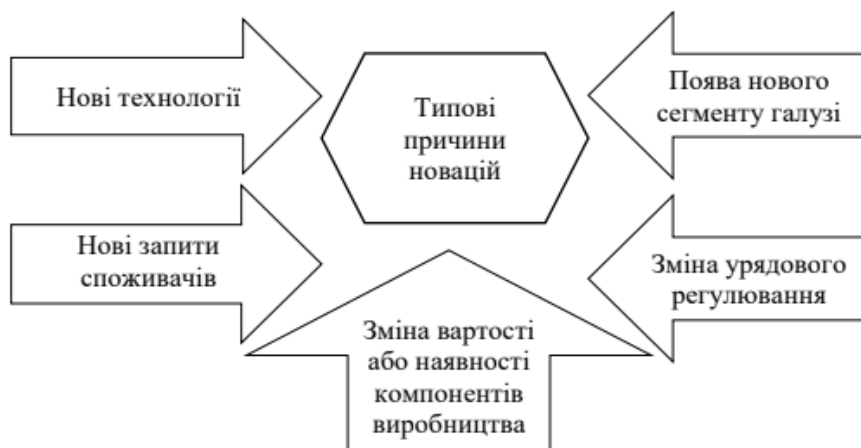 Нові технології
Типові
причини
новацій
Поява нового
сегменту галузі
Нові запити
споживачів
Зміна урядового
регулювання
Зміна вартості
або наявності
компонентів
виробництва